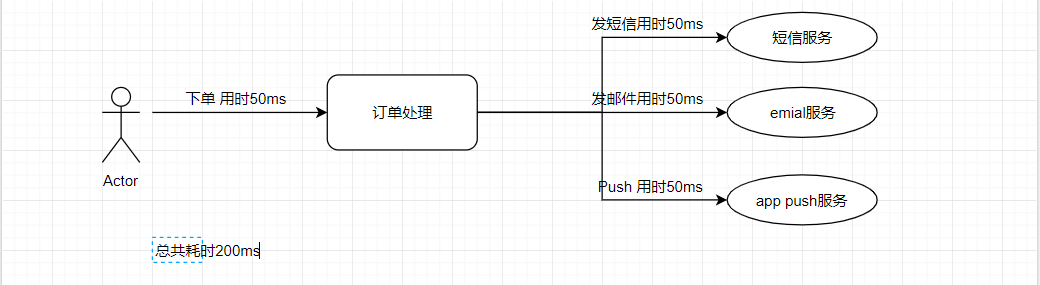 发短信用时50ms
短信服务
下单 用时50ms
订单处理
发邮件用时50ms
emial服务
Actor
Push 用时50ms
app push服务
总共耗时200ms